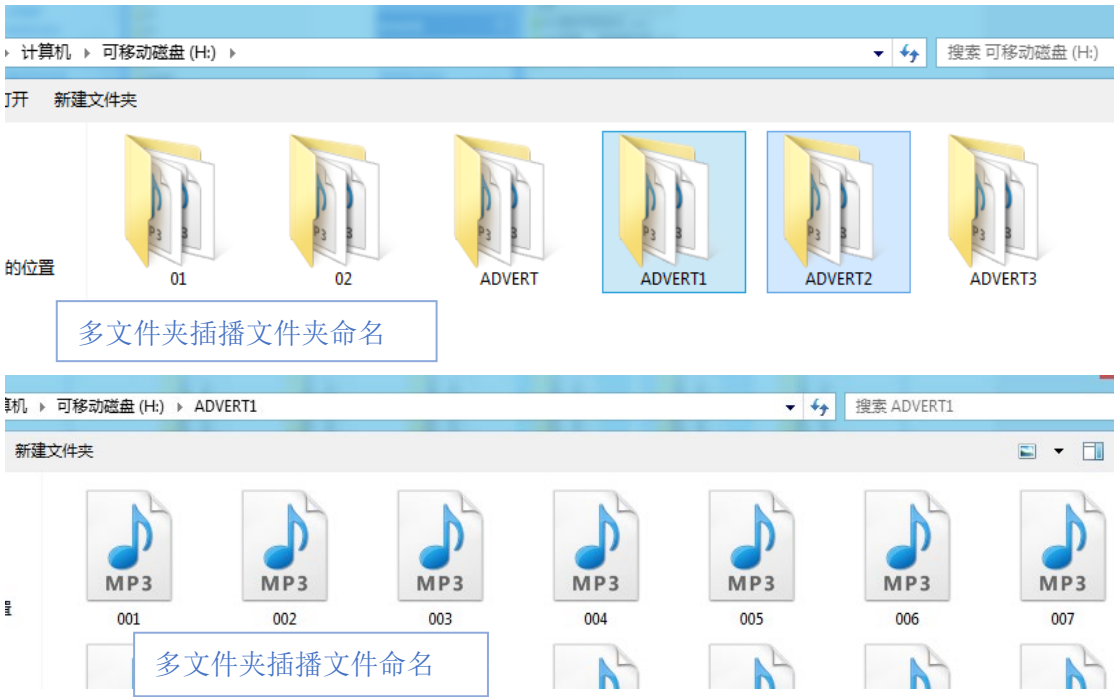 计算机 可移动磁盘 (H:)
搜索 可移动磁盘 (H:)
打开 新建文件夹
的位置
01 02 ADVERT ADVERT1 ADVERT2 ADVERT3
多文件夹插播文件夹命名
算机 可移动磁盘 (H:) ADVERT1
搜索 ADVERT1
新建文件夹
MP3 MP3 MP3 MP3 MP3 MP3 MP3
置
001 002 003 004 005 006 007
多文件夹插播文件命名